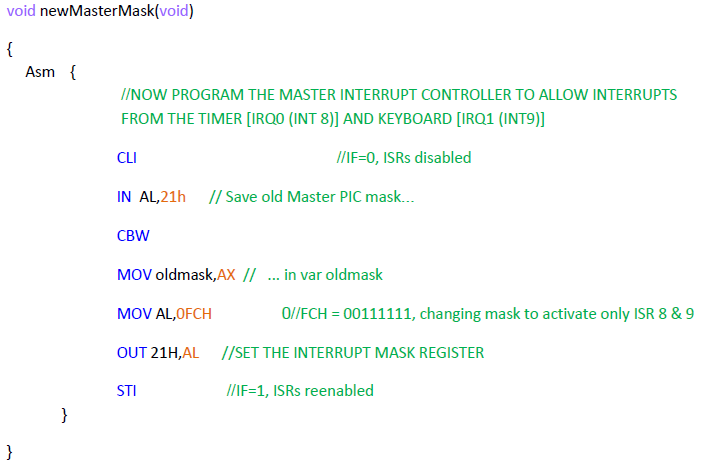 void newMasterMask(void)
{
Asm {
//NOW PROGRAM THE MASTER INTERRUPT CONTROLLER TO ALLOW INTERRUPTS
FROM THE TIMER [IRQ0 (INT 8)] AND KEYBOARD [IRQ1 (INT9)]
CLI //IF=0, ISRs disabled
IN AL,21h // Save old Master PIC mask...
CBW
MOV oldmask,AX // ... in var oldmask
MOV AL,0FCH 0//FCH = 00111111, changing mask to activate only ISR 8 & 9
OUT 21H,AL //SET THE INTERRUPT MASK REGISTER
STI //IF=1, ISRs reenabled
}
}